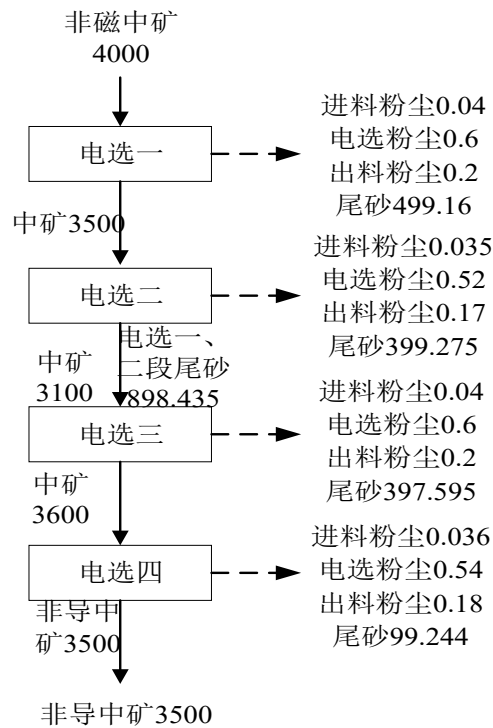 非磁中矿
4000
进料粉尘0.04
电选粉尘0.6
出料粉尘0.2
尾砂499.16
电选一
中矿3500
进料粉尘0.035
电选粉尘0.52
出料粉尘0.17
尾砂399.275
电选二
电选一、
二段尾砂
898.435
中矿
3100
进料粉尘0.04
电选粉尘0.6
出料粉尘0.2
尾砂397.595
电选三
中矿
3600
进料粉尘0.036
电选粉尘0.54
出料粉尘0.18
尾砂99.244
电选四
非导中
矿3500
非导中矿3500